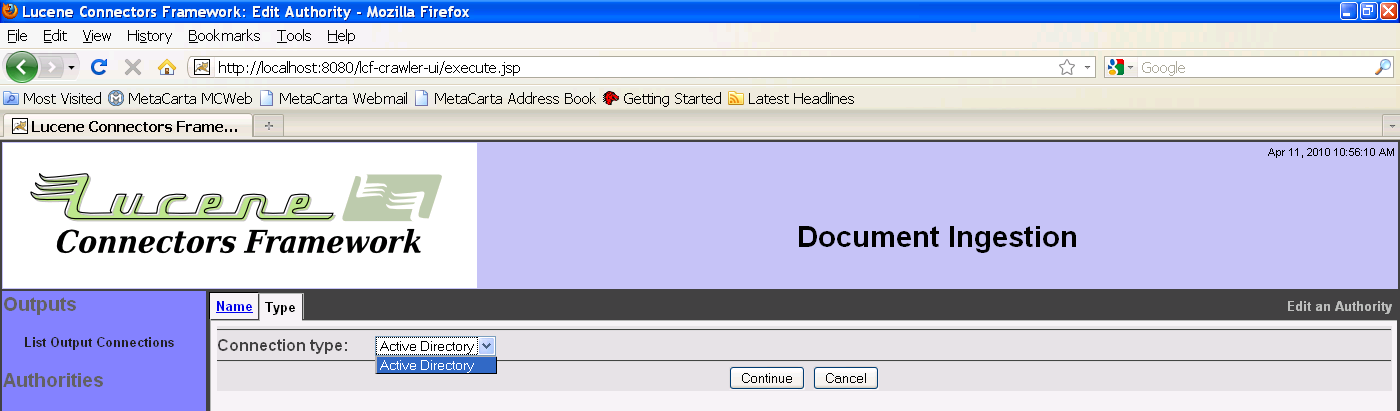 Lucene Connectors Framework: Edit Authority - Mozilla Firefox
File Edit View History Bookmarks Tools Help
http://localhost:8080/lcf-crawler-ui/execute.jsp Google
Most Visited MetaCarta MCWeb MetaCarta Webmail MetaCarta Address Book Getting Started Latest Headlines
Lucene Connectors Frame...
Apr 11, 2010 10:56:10 AM
Lucene
Connectors Framework
Document Ingestion
Outputs
List Output Connections
Authorities
Name Type Edit an Authority
Connection type: Active Directory
Active Directory
Continue Cancel